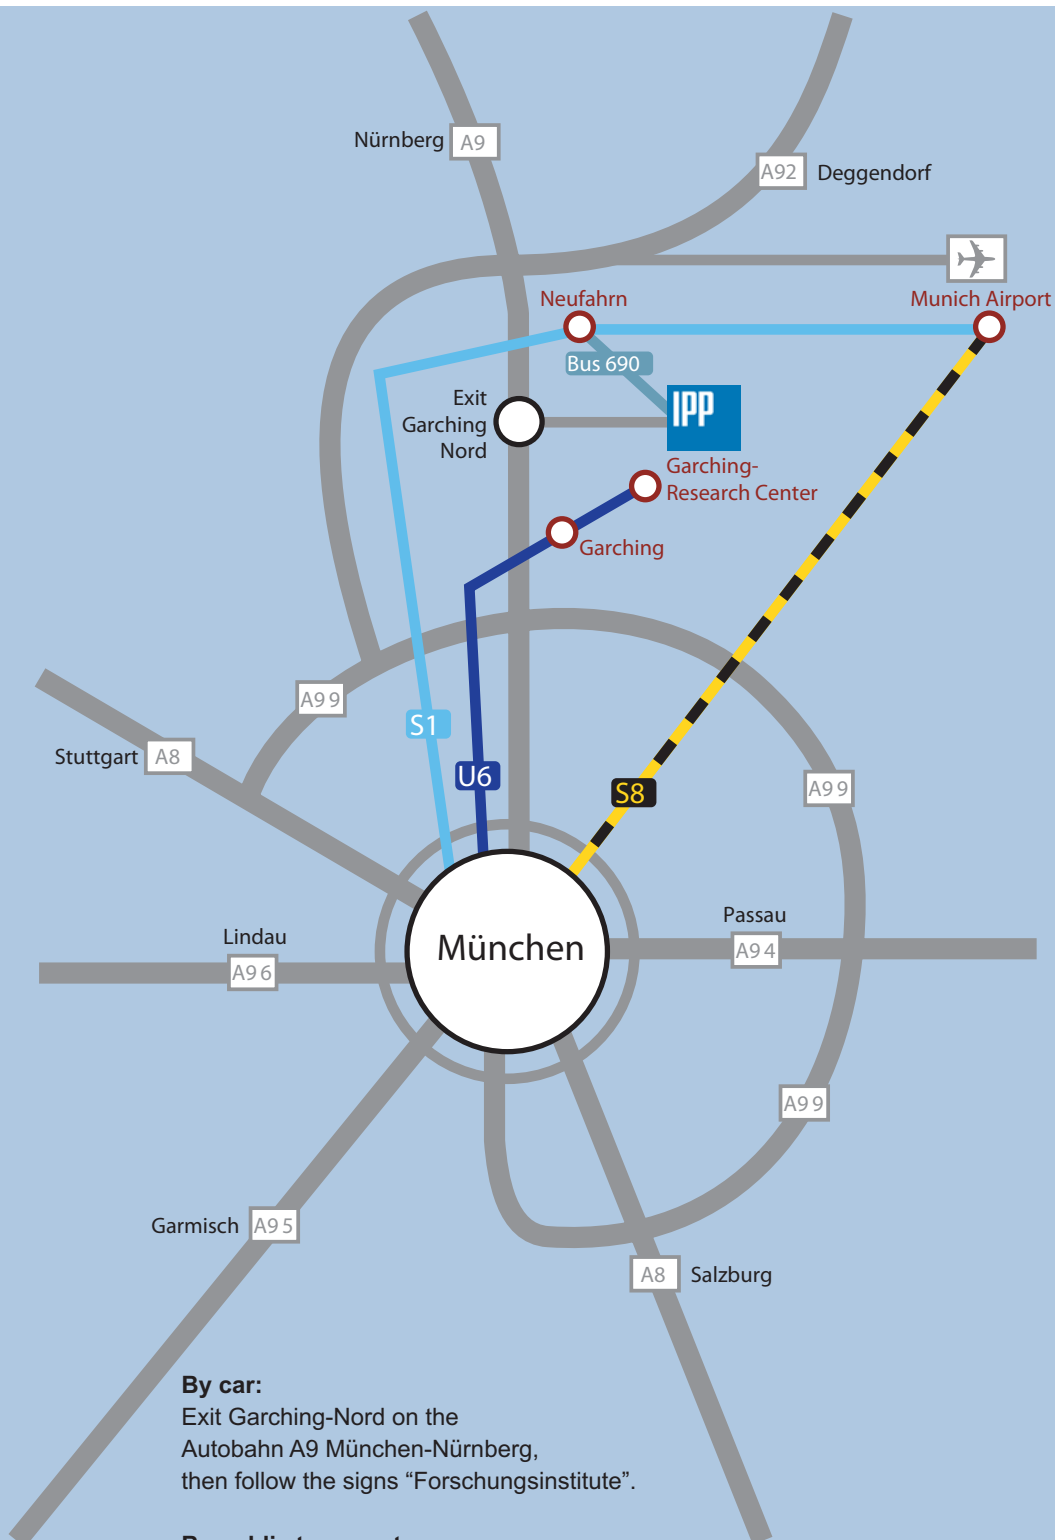 Nürnberg
A9
A92
Deggendorf
Neufahrn
Munich Airport
Bus 690
Exit
Garching
Nord
IPP
Garching-
Research Center
Garching
A99
S1
Stuttgart
A8
U6
S8
A99
München
Passau
A94
Lindau
A96
A99
Garmisch
A95
A8
Salzburg
By car:
Exit Garching-Nord on the
Autobahn A9 München-Nürnberg,
then follow the signs “Forschungsinstitute”.